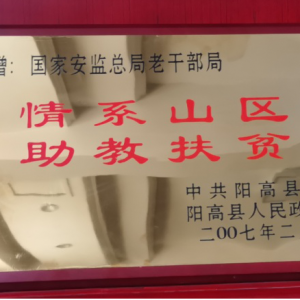 赠：国家安监总局老干部局
情系山区
助教扶贫
中共阳高县
阳高县人民政
二00七年二